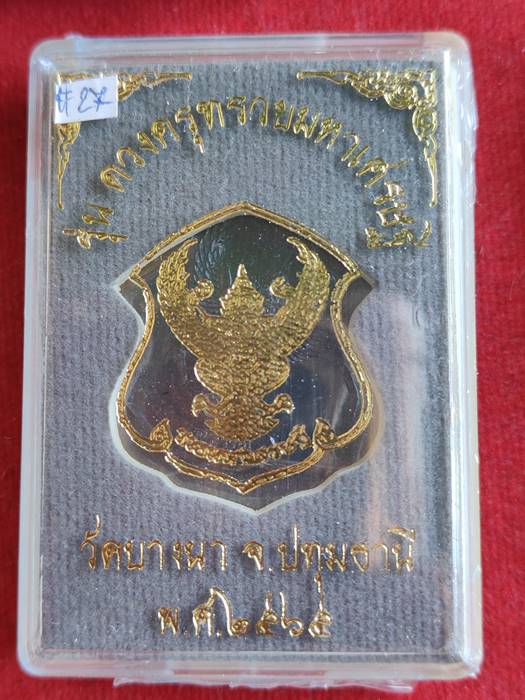 #27
รุ่น ดวงครุฑรวยมหาเศรษฐี
วัดบางนา จ.ปทุมธานี
พ.ศ.๒๕๖๕